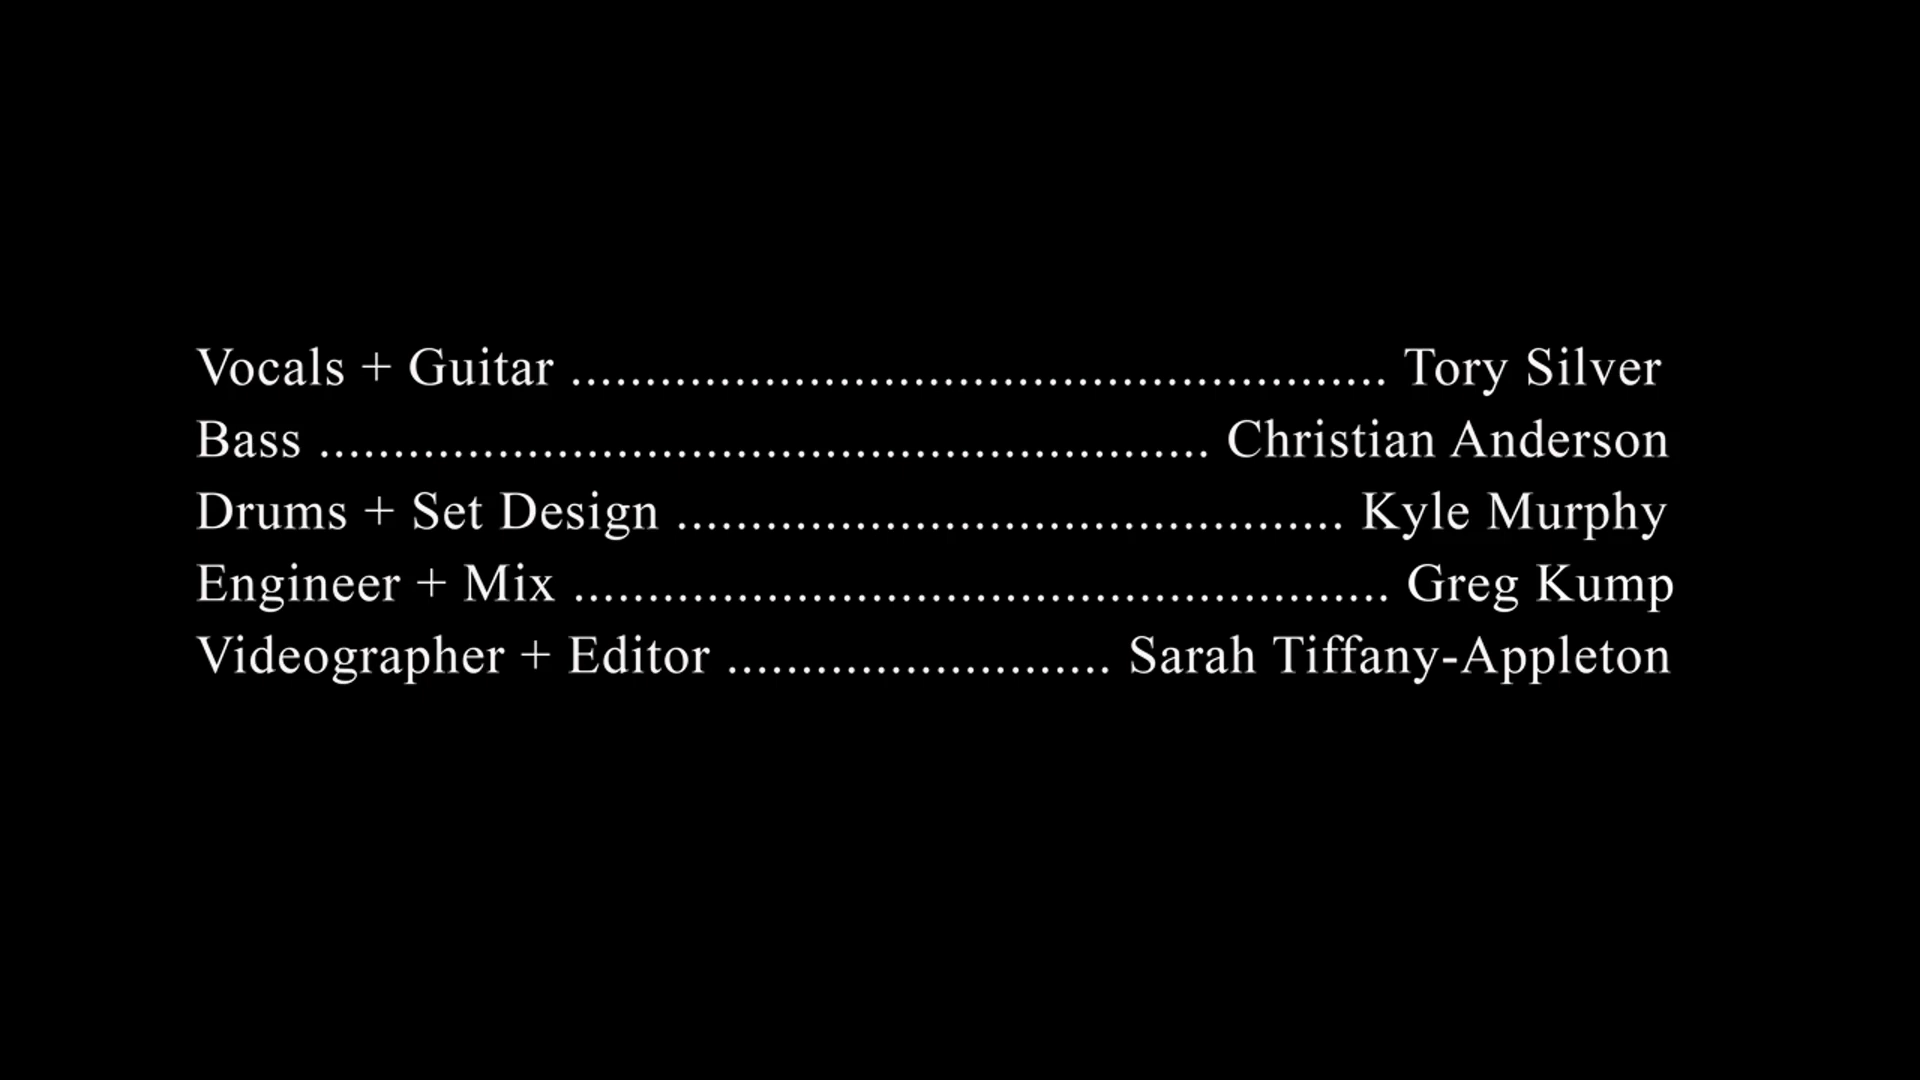 Vocals + Guitar ....................................................... Tory Silver
Bass ............................................................ Christian Anderson
Drums + Set Design ............................................. Kyle Murphy
Engineer + Mix ....................................................... Greg Kump
Videographer + Editor .......................... Sarah Tiffany-Appleton